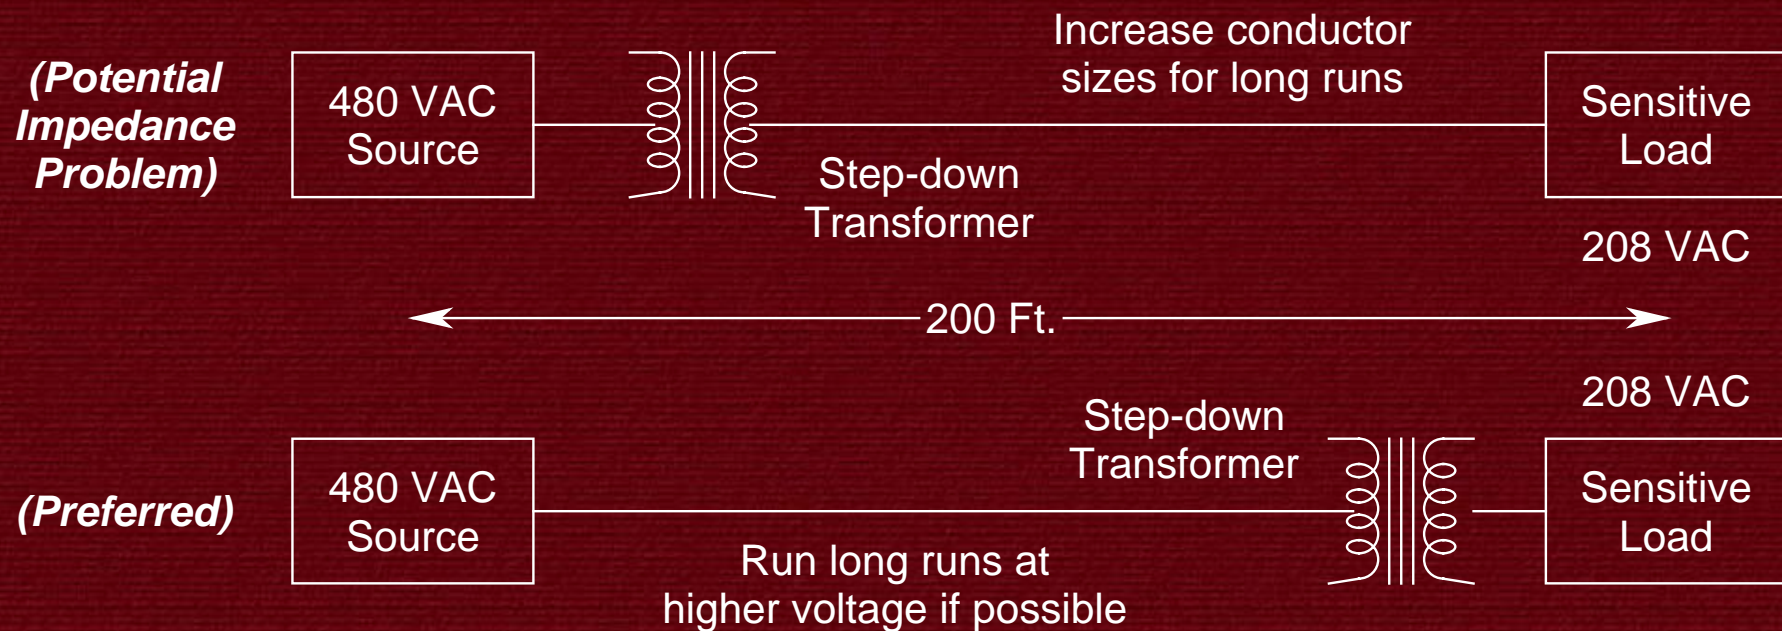 (Potential
Impedance
Problem)
480 VAC
Source
Step-down
Transformer
Increase conductor
sizes for long runs
Sensitive
Load
208 VAC
200 Ft.
208 VAC
(Preferred)
480 VAC
Source
Run long runs at
higher voltage if possible
Step-down
Transformer
Sensitive
Load